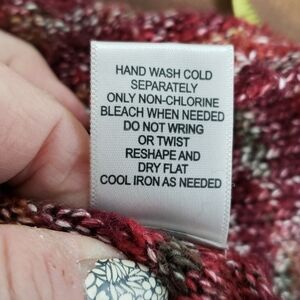 HAND WASH COLD
SEPARATELY
ONLY NON-CHLORINE
BLEACH WHEN NEEDED
DO NOT WRING
OR TWIST
RESHAPE AND
DRY FLAT
COOL IRON AS NEEDED